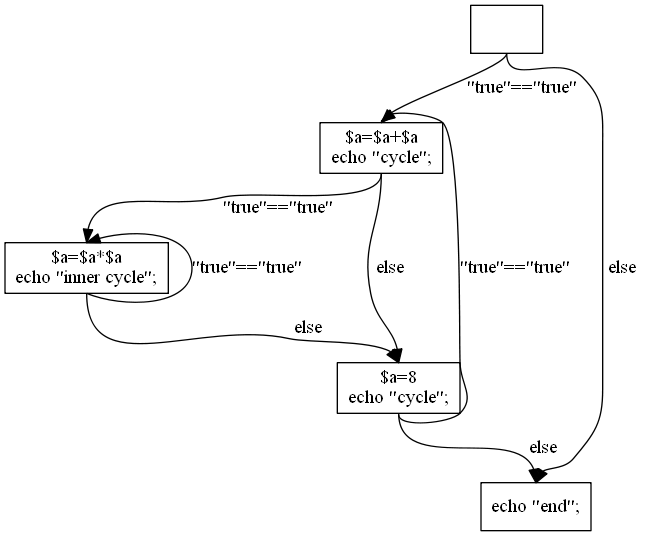 "true"=="true"
$a=$a+$a
echo "cycle";
"true"=="true"
$a=$a*$a
echo "inner cycle";
"true"=="true"
else
"true"=="true"
else
else
$a=8
echo "cycle";
else
echo "end";